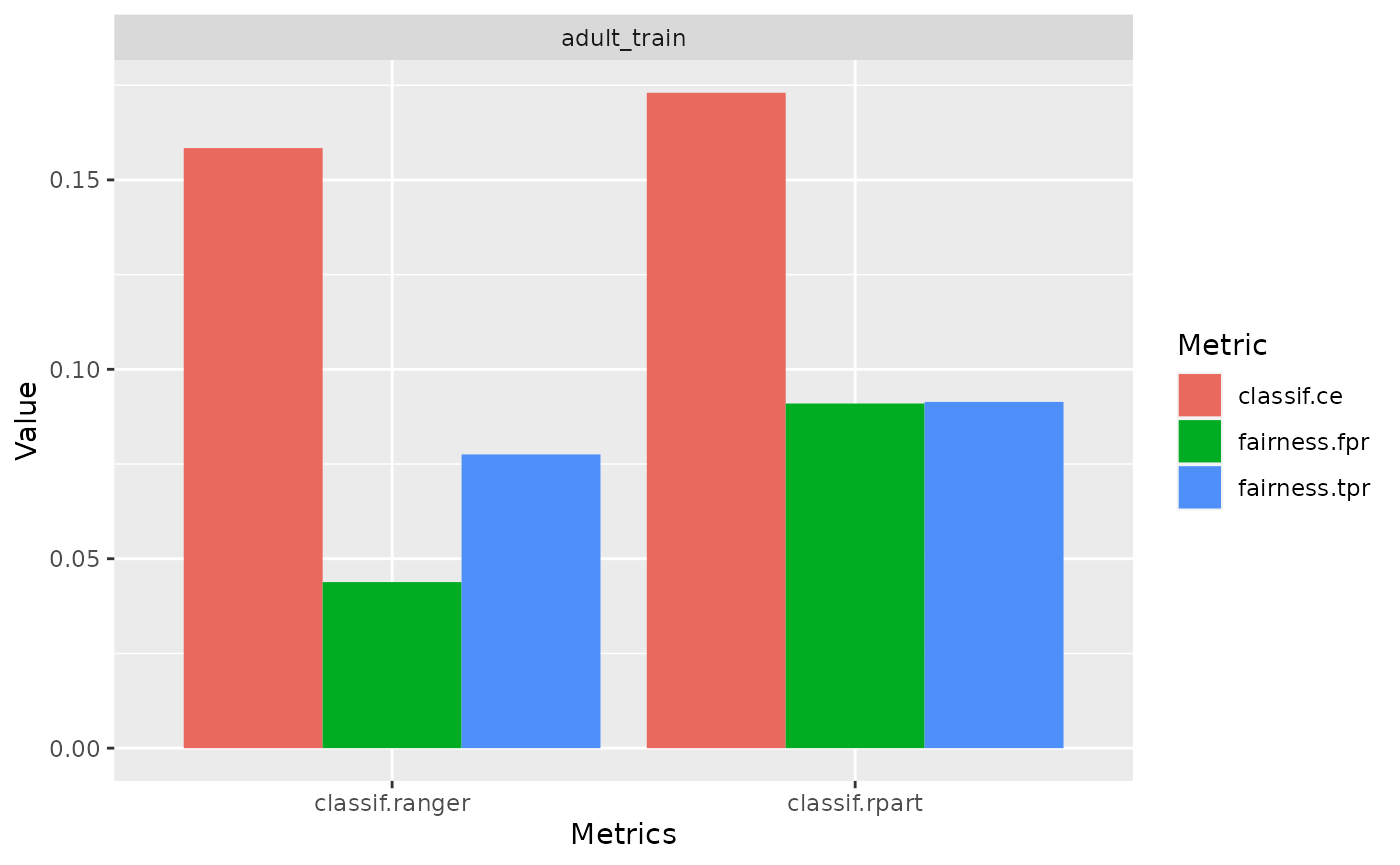 adult_train
0.15
0.10
0.05
0.00
Value
classif.ranger
classif.rpart
Metrics
Metric
classif.ce
fairness.fpr
fairness.tpr